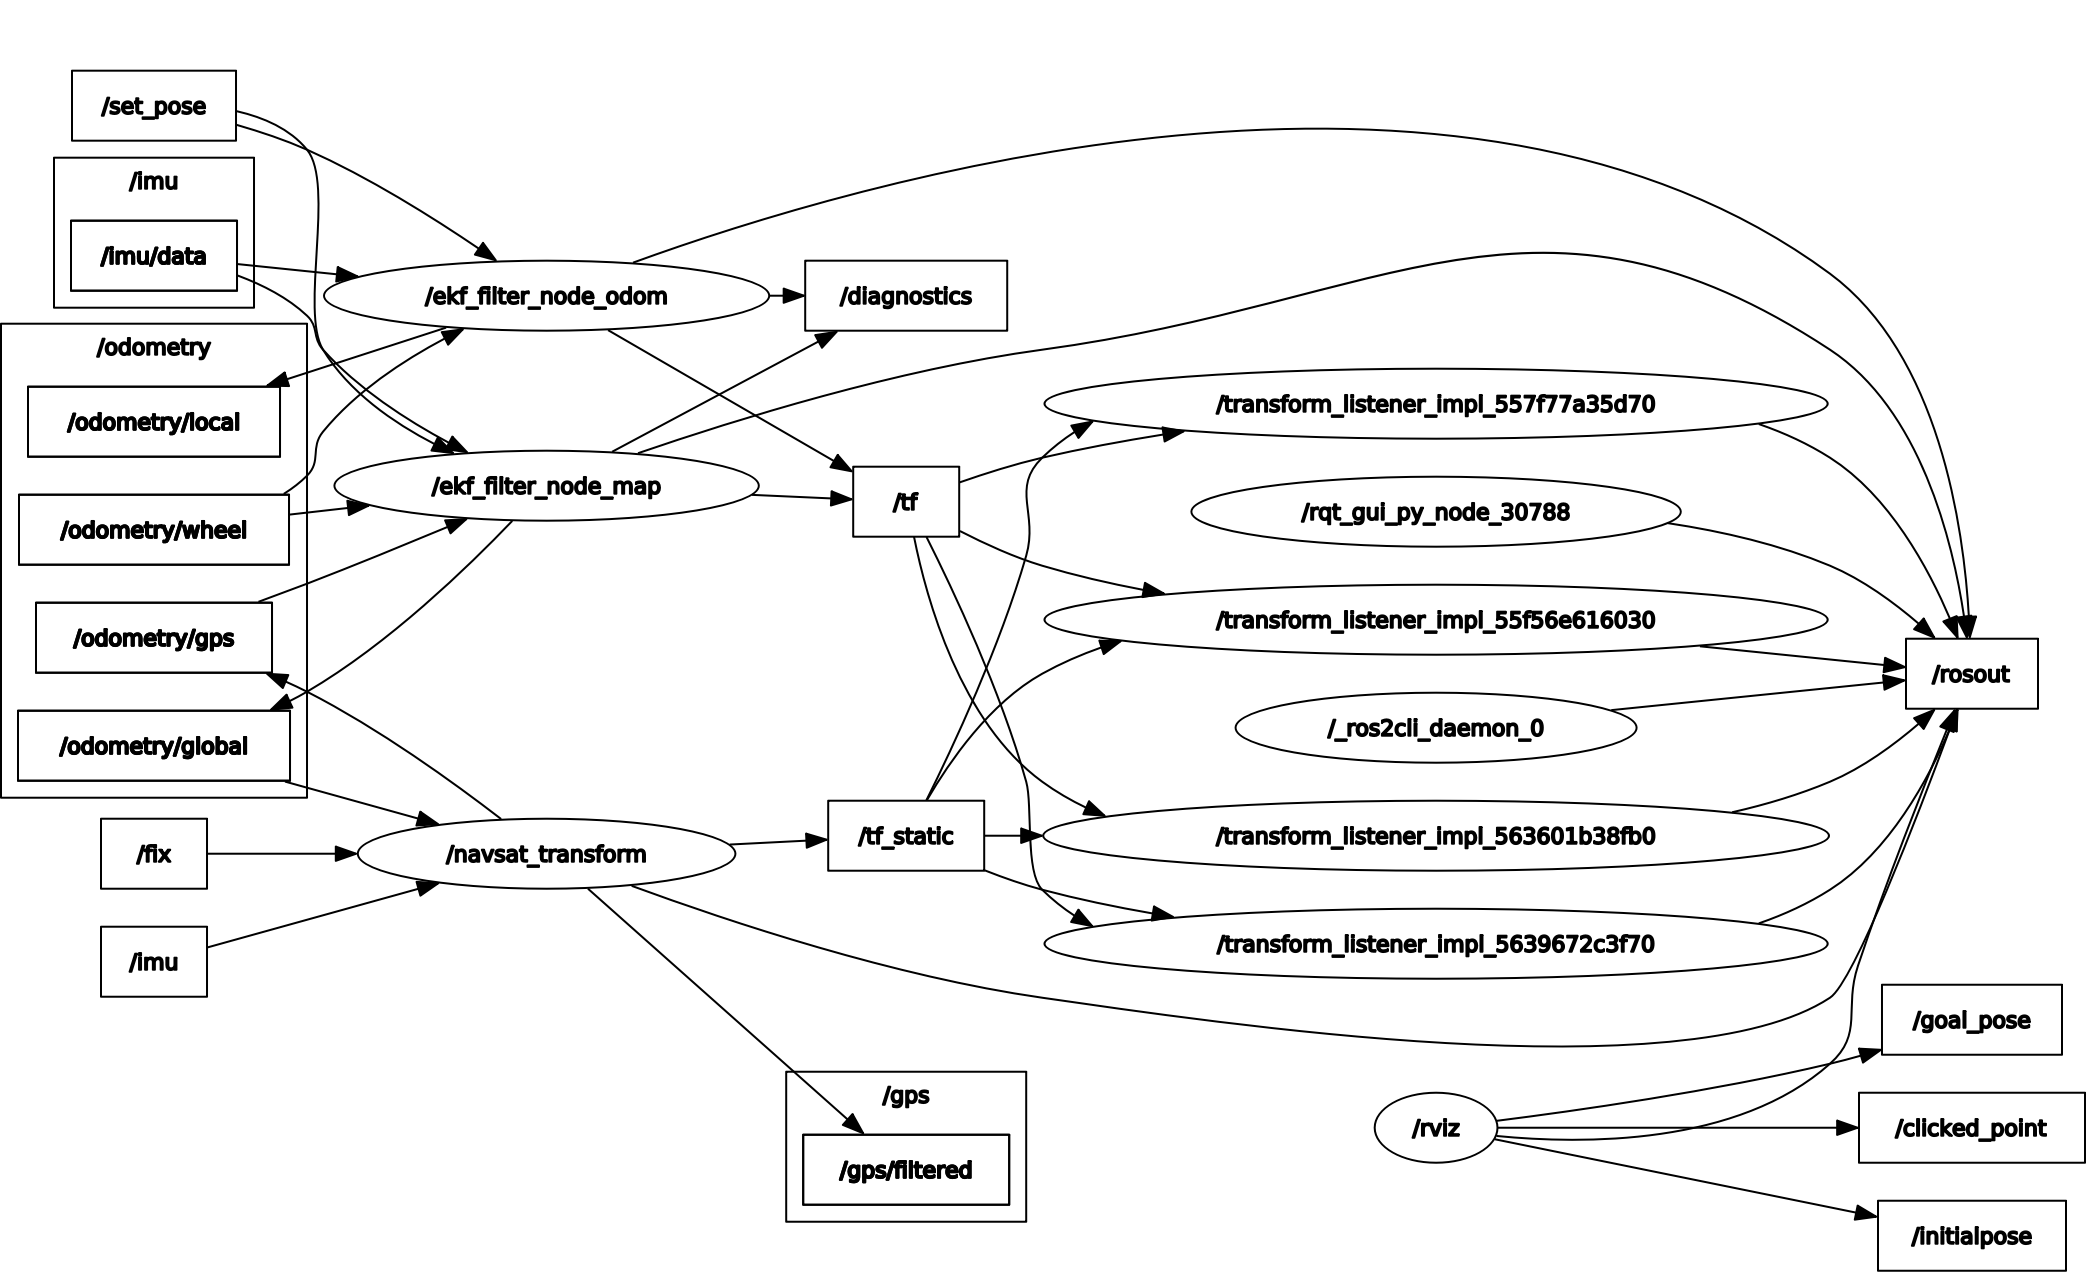 /set_pose
/imu
/imu/data
/odometry
/odometry/local
/odometry/wheel
/odometry/gps
/odometry/global
/fix
/imu
/ekf_filter_node_odom
/ekf_filter_node_map
/navsat_transform
/diagnostics
/tf
/tf_static
/gps
/gps/filtered
/transform_listener_impl_557f77a35d70
/rqt_gui_py_node_30788
/transform_listener_impl_55f56e616030
/_ros2cli_daemon_0
/transform_listener_impl_563601b38fb0
/transform_listener_impl_5639672c3f70
/rviz
/rosout
/goal_pose
/clicked_point
/initialpose